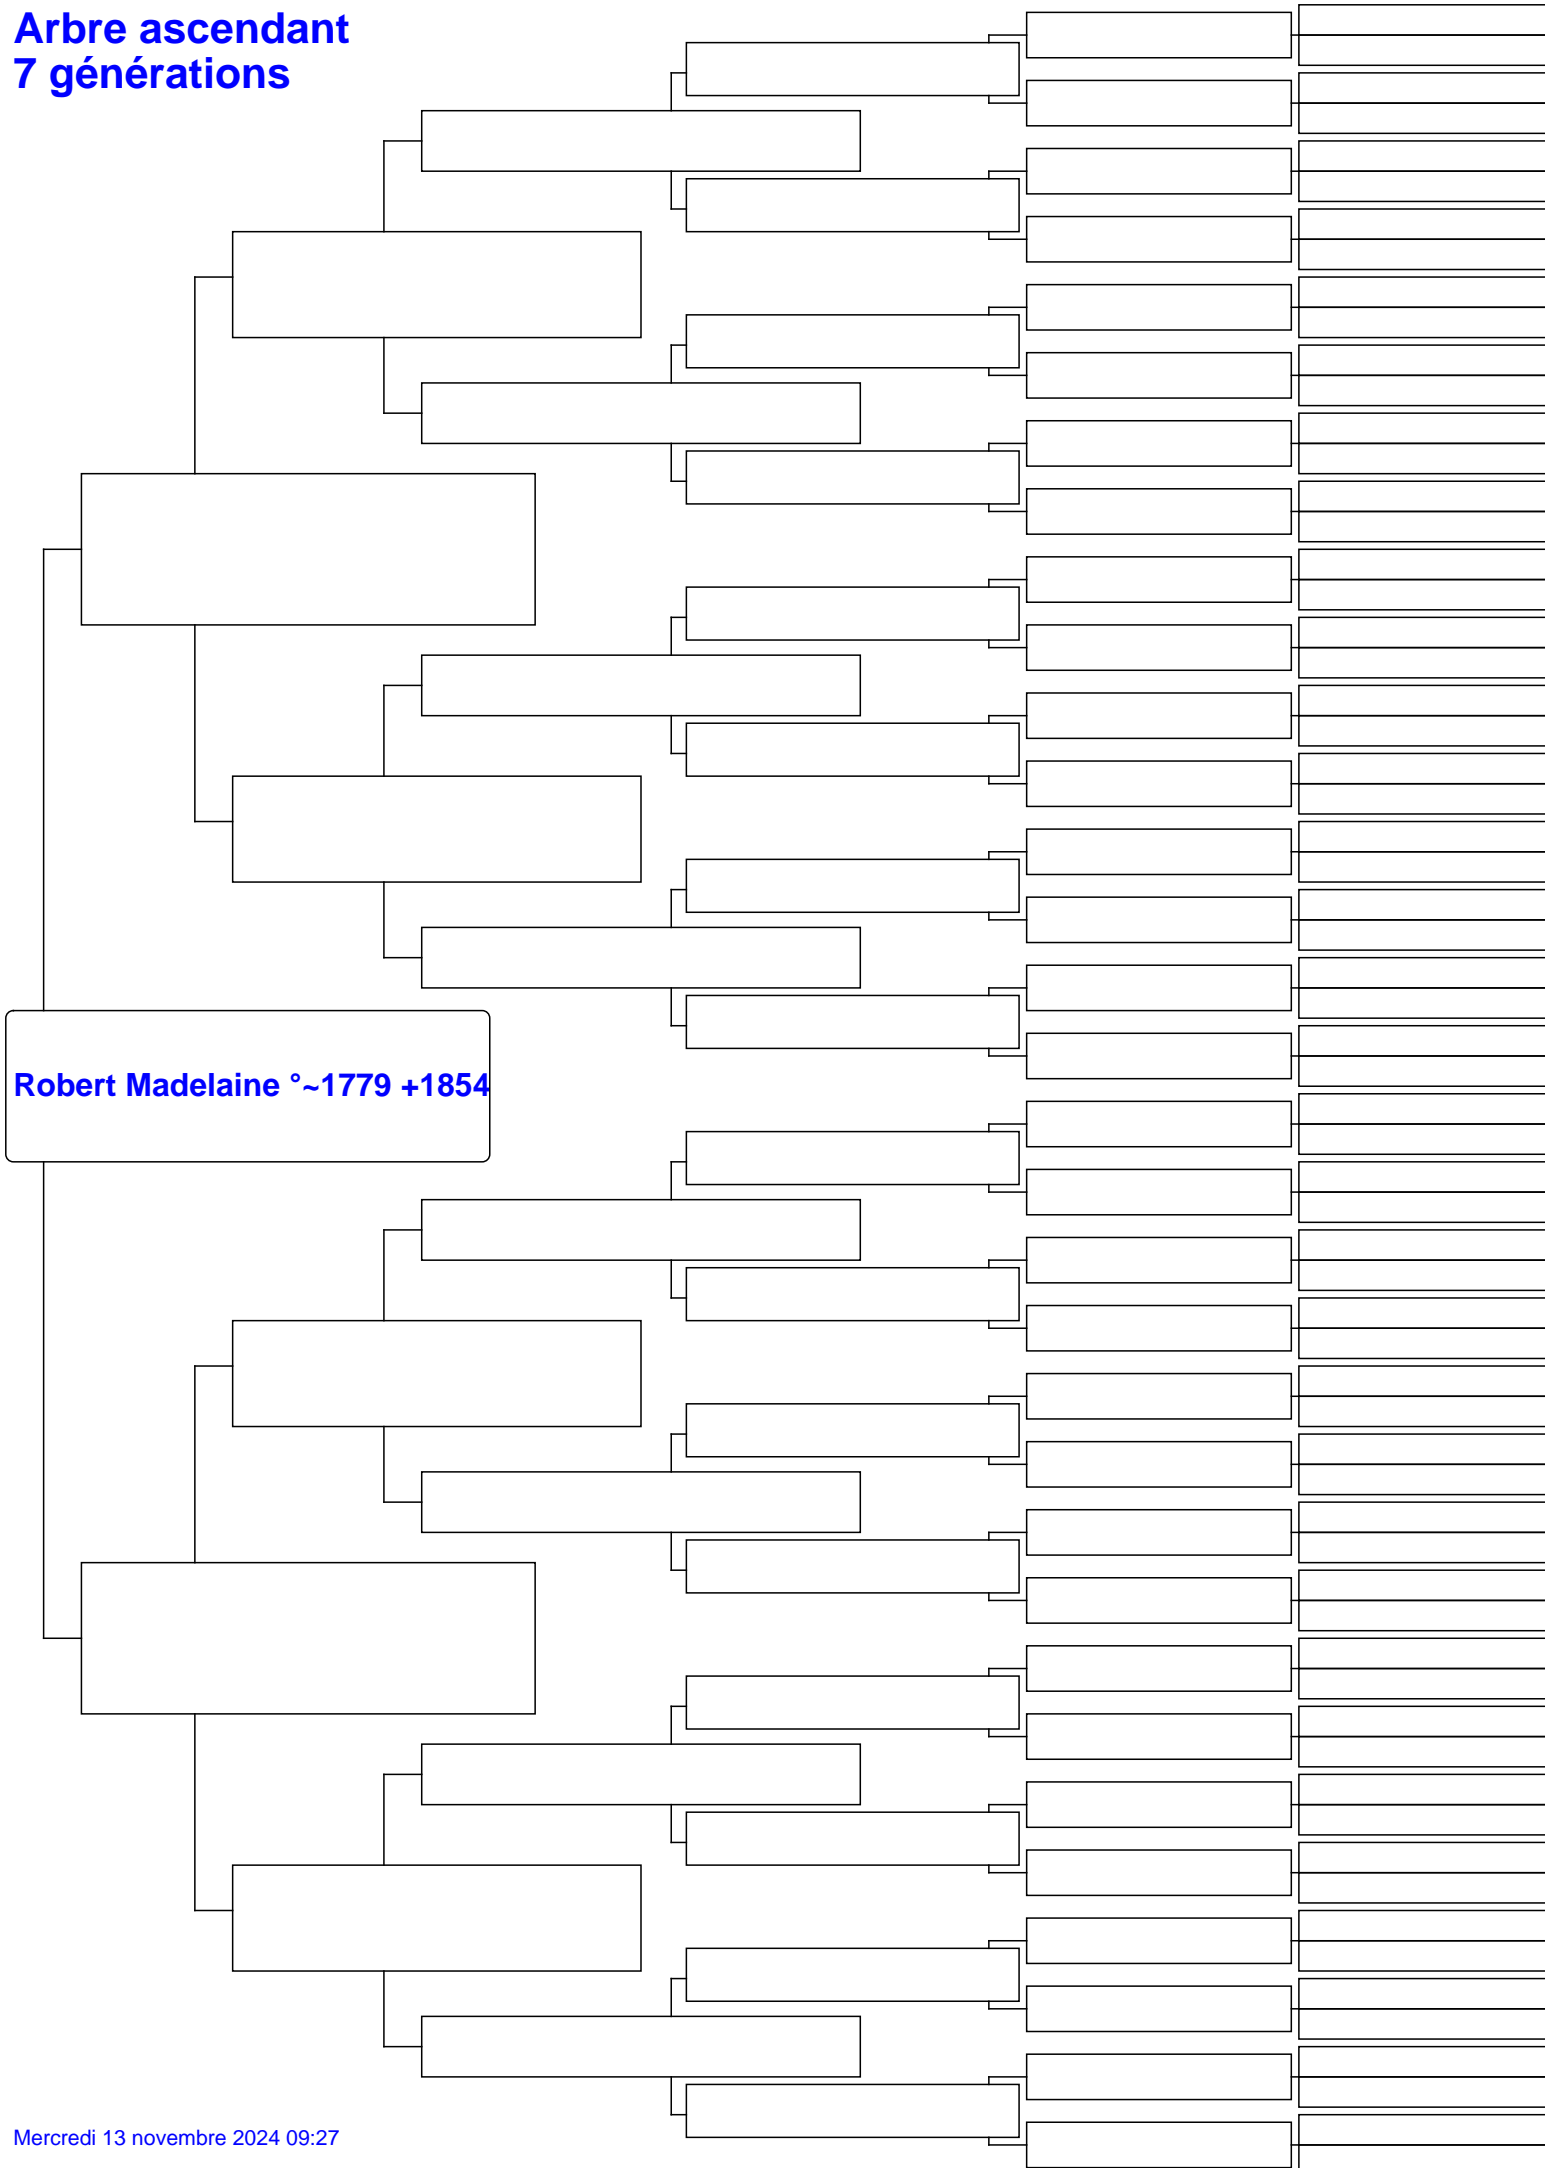 Arbre ascendant
7 générations
Robert Madelaine °~1779 +1854
Mercredi 13 novembre 2024 09:27